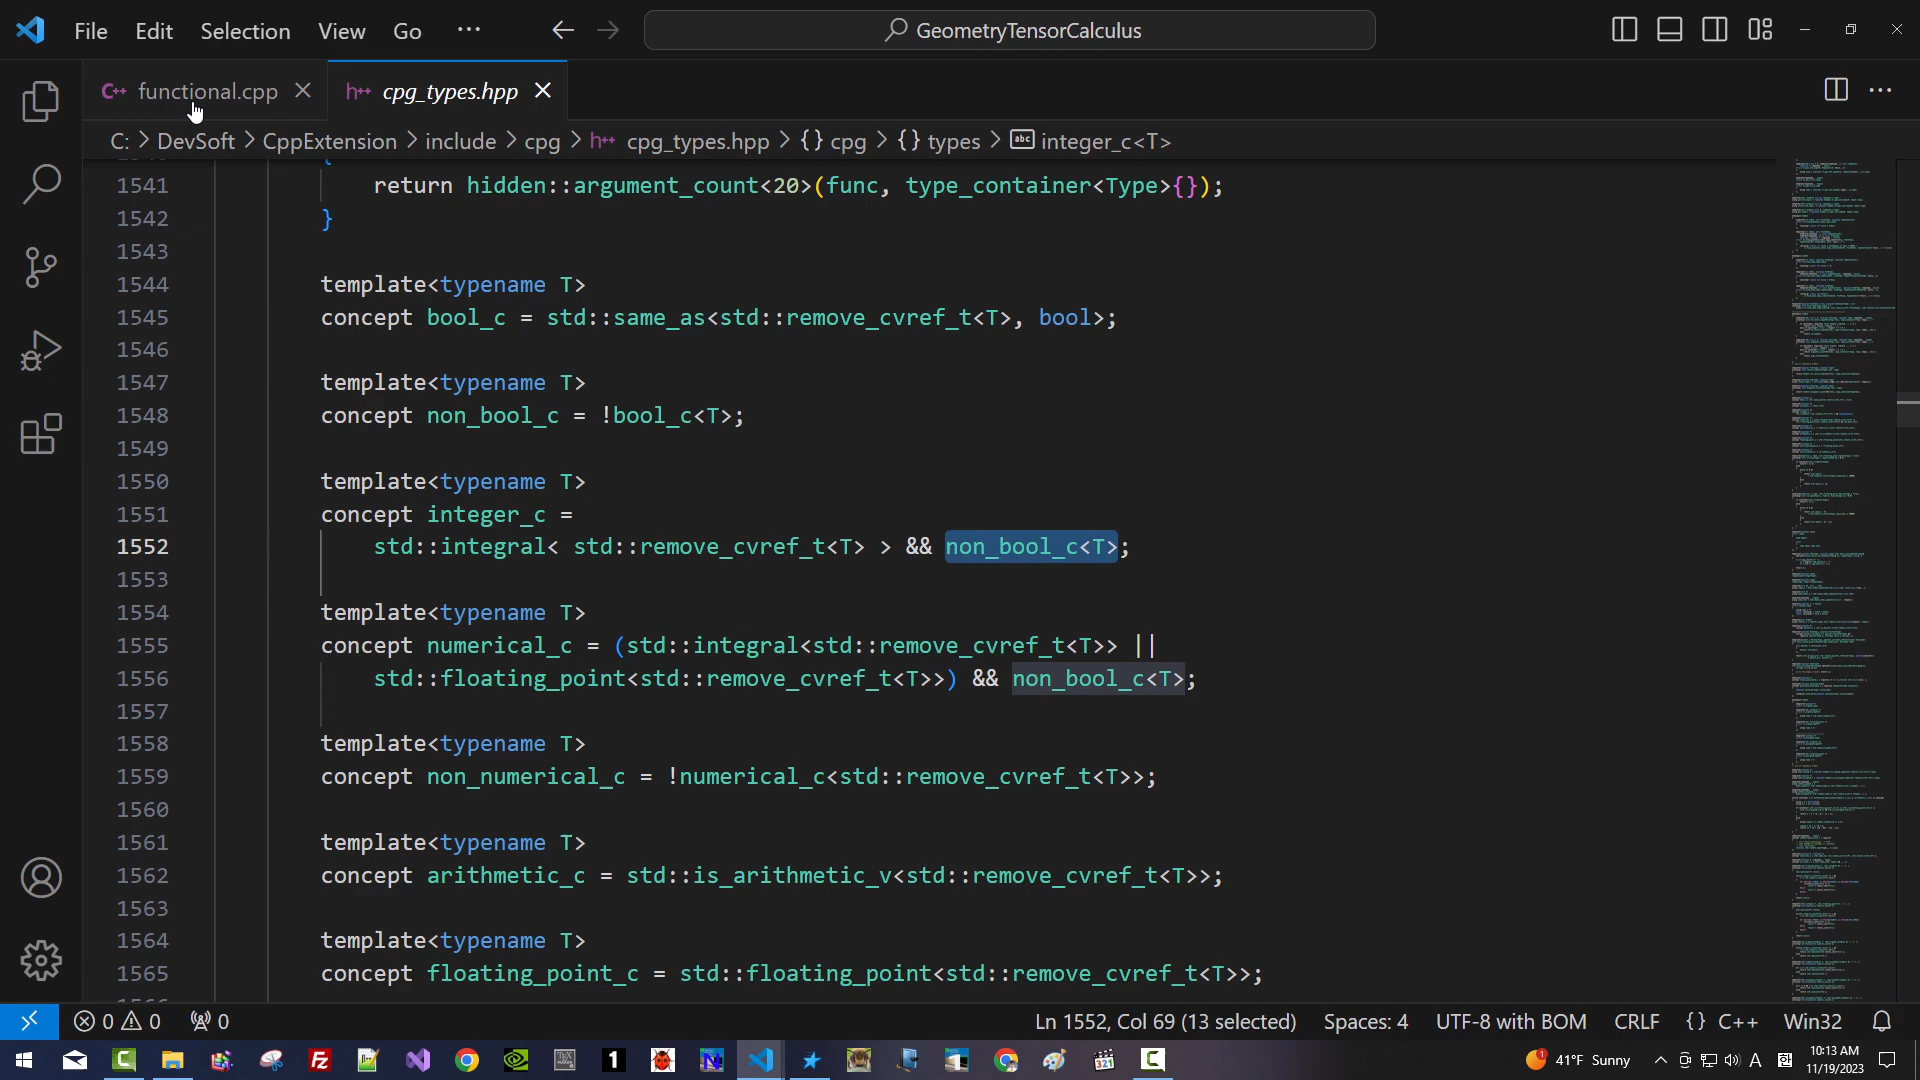 File Edit Selection View Go ··· GeometryTensorCalculus
functional.cpp cpg_types.hpp
C: > DevSoft > CppExtension > include > cpg > cpg_types.hpp > {} cpg > {} types > integer_c<T>
1541 return hidden::argument_count<20>(func, type_container<Type>{});
1542 }
1543
1544 template<typename T>
1545 concept bool_c = std::same_as<std::remove_cvref_t<T>, bool>;
1546
1547 template<typename T>
1548 concept non_bool_c = !bool_c<T>;
1549
1550 template<typename T>
1551 concept integer_c =
1552 std::integral< std::remove_cvref_t<T> > && non_bool_c<T>;
1553
1554 template<typename T>
1555 concept numerical_c = (std::integral<std::remove_cvref_t<T>> ||
1556 std::floating_point<std::remove_cvref_t<T>>) && non_bool_c<T>;
1557
1558 template<typename T>
1559 concept non_numerical_c = !numerical_c<std::remove_cvref_t<T>>;
1560
1561 template<typename T>
1562 concept arithmetic_c = std::is_arithmetic_v<std::remove_cvref_t<T>>;
1563
1564 template<typename T>
1565 concept floating_point_c = std::floating_point<std::remove_cvref_t<T>>;
0 0 0 Ln 1552, Col 69 (13 selected) Spaces: 4 UTF-8 with BOM CRLF {} C++ Win32
41°F Sunny A 10:13 AM
11/19/2023